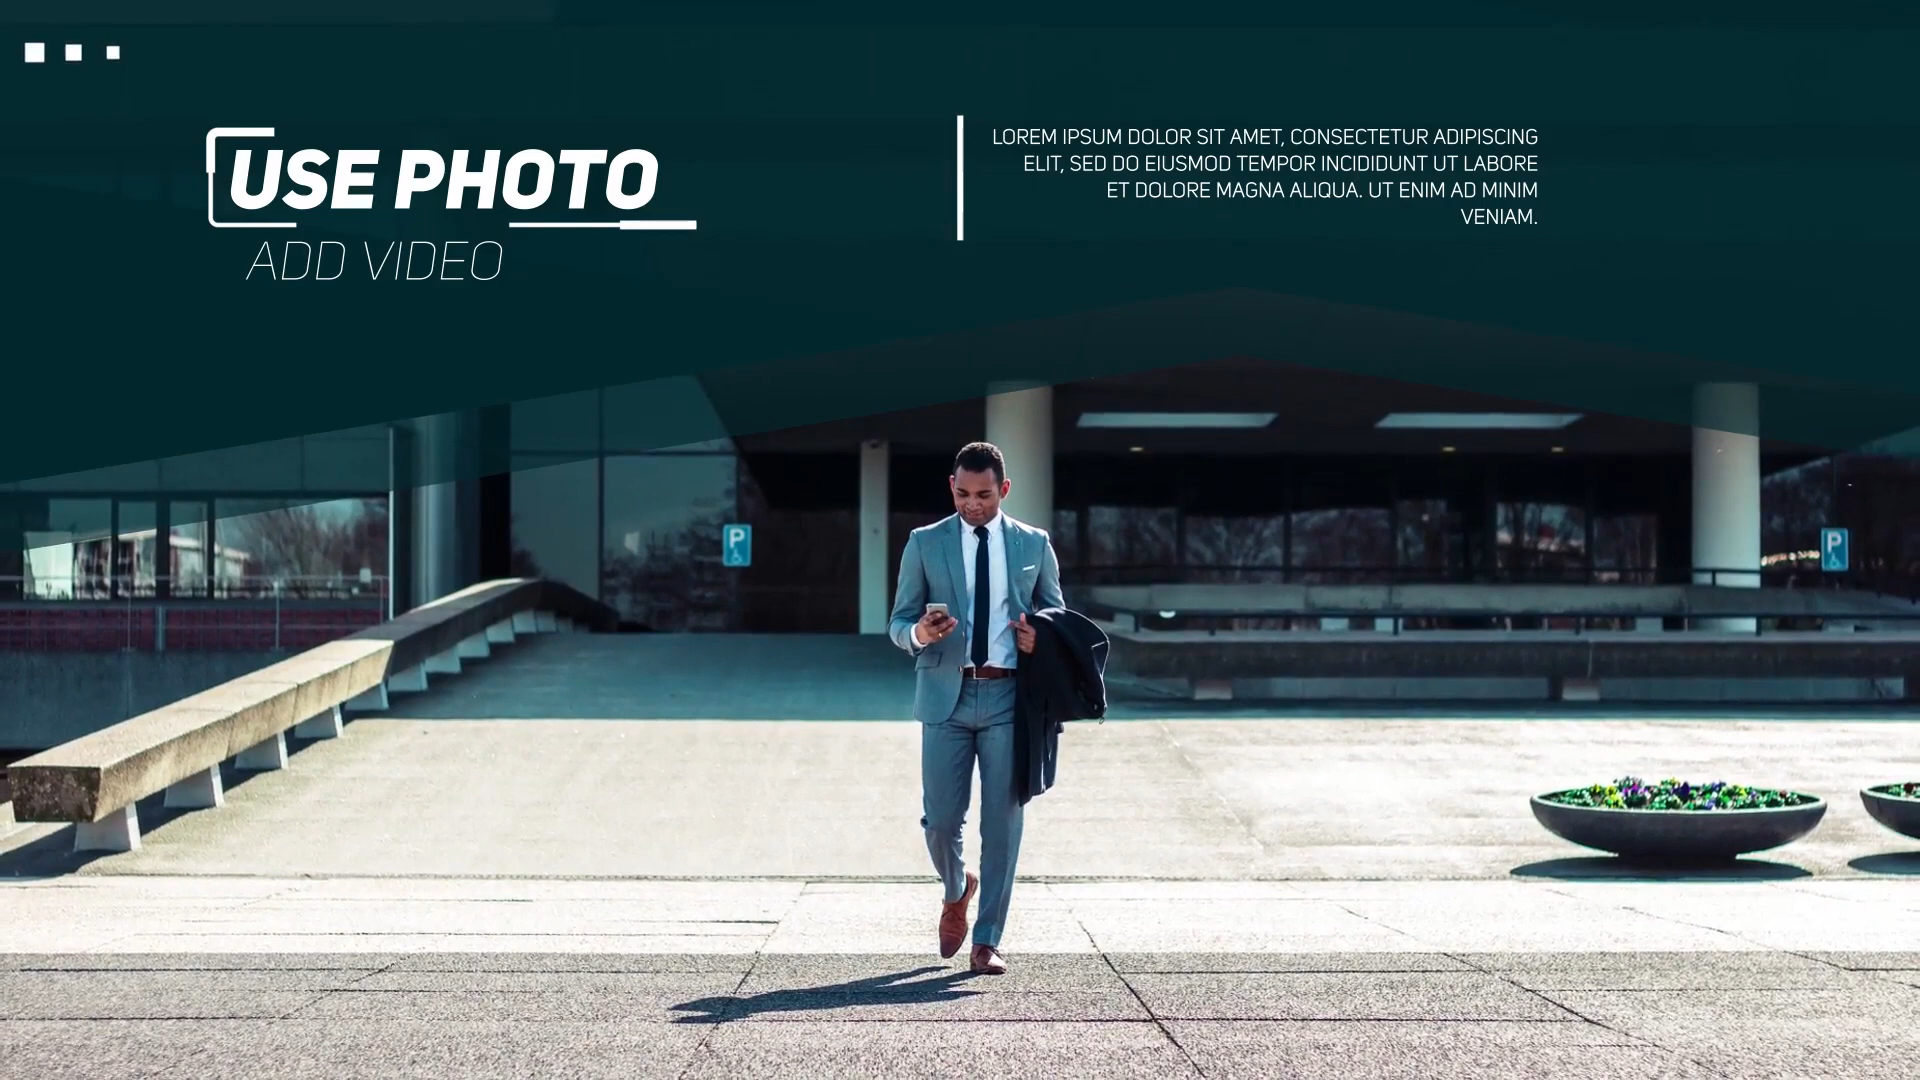 USE PHOTO
ADD VIDEO
LOREM IPSUM DOLOR SIT AMET, CONSECTETUR ADIPISCING
ELIT, SED DO EIUSMOD TEMPOR INCIDIDUNT UT LABORE
ET DOLORE MAGNA ALIQUA. UT ENIM AD MINIM
VENIAM.
P
P